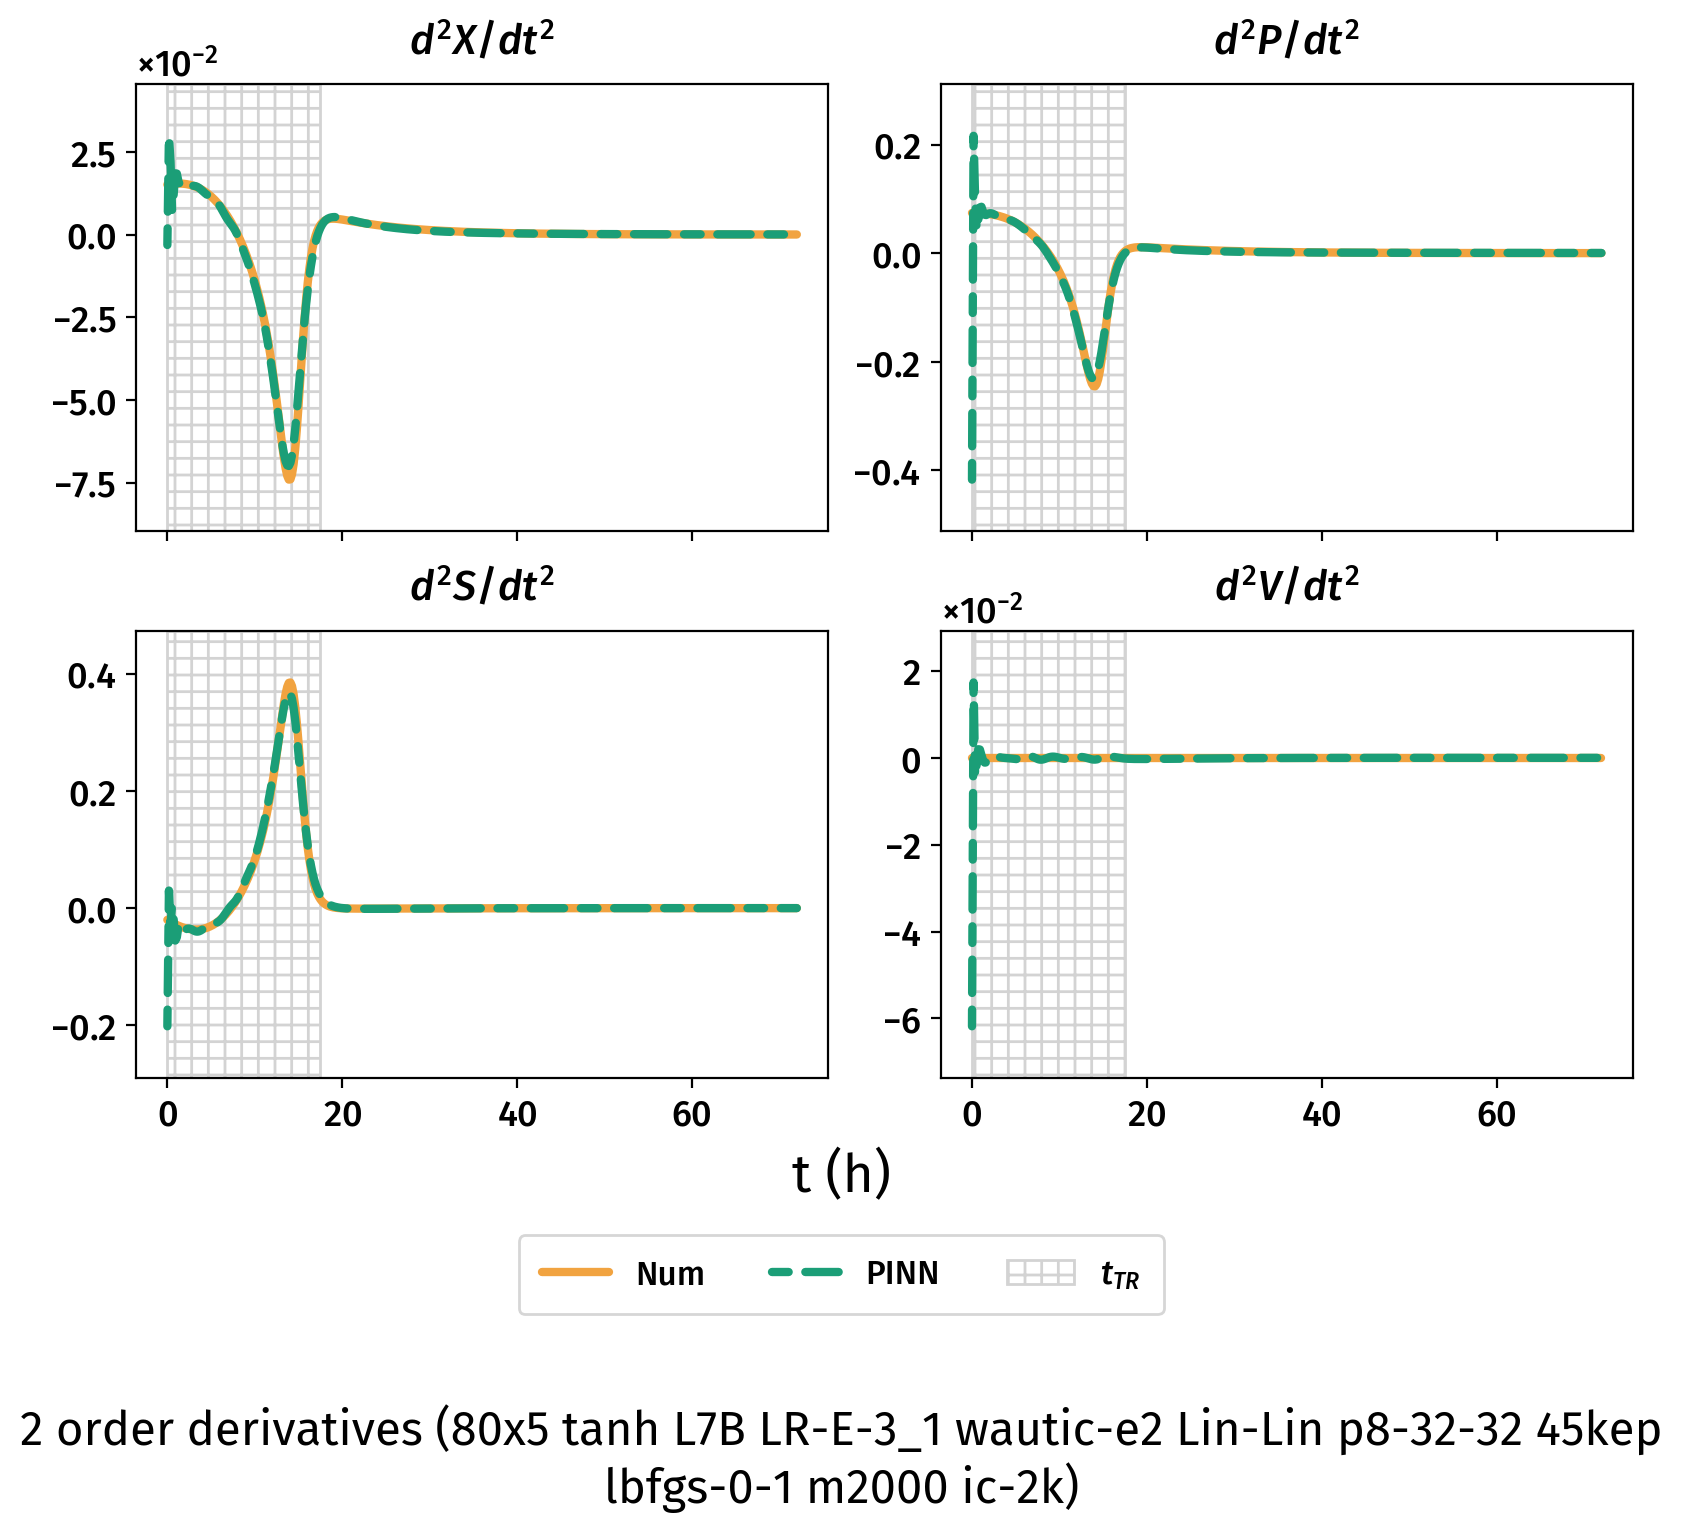 d²X/dt²
×10⁻²
2.5
0.0
−2.5
−5.0
−7.5
d²P/dt²
0.2
0.0
−0.2
−0.4
d²S/dt²
0.4
0.2
0.0
−0.2
0 20 40 60
d²V/dt²
×10⁻²
2
0
−2
−4
−6
0 20 40 60
t (h)
Num PINN t_TR
2 order derivatives (80x5 tanh L7B LR-E-3_1 wautic-e2 Lin-Lin p8-32-32 45kep
lbfgs-0-1 m2000 ic-2k)